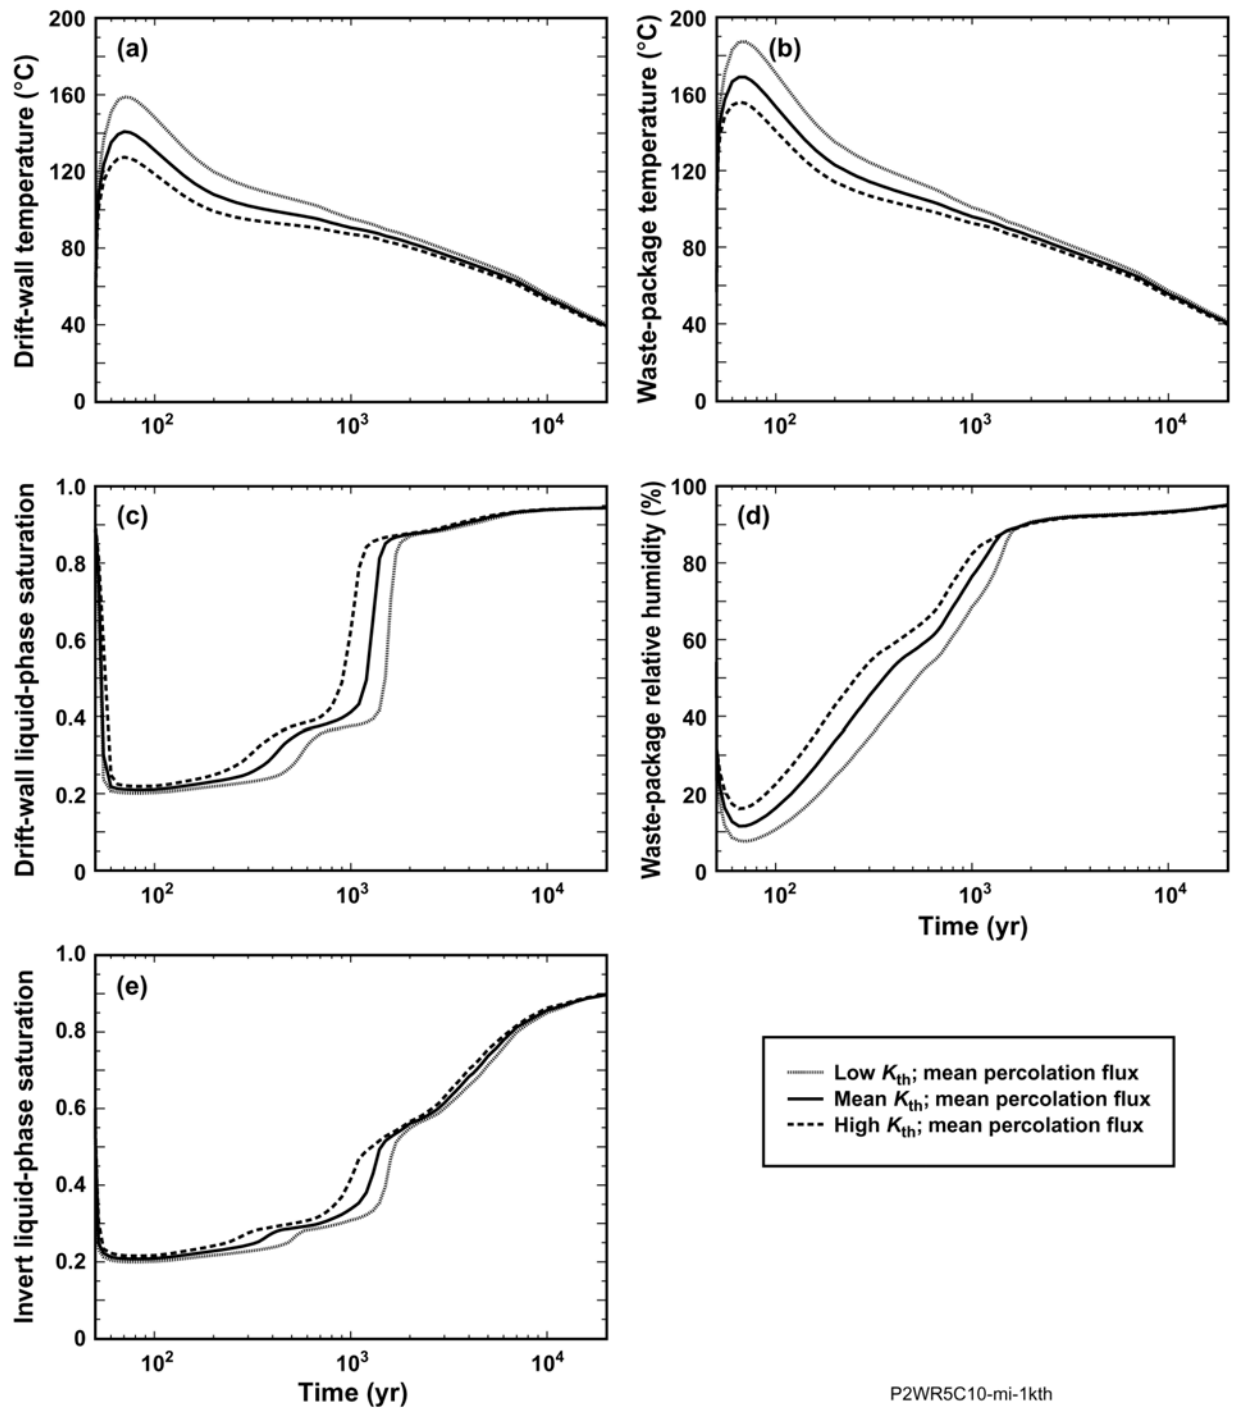 Drift-wall temperature (°C)
(a)
200
160
120
80
40
0
10²
10³
10⁴
Waste-package temperature (°C)
(b)
200
160
120
80
40
0
10²
10³
10⁴
Drift-wall liquid-phase saturation
(c)
1.0
0.8
0.6
0.4
0.2
0
10²
10³
10⁴
Waste-package relative humidity (%)
(d)
100
80
60
40
20
0
10²
10³
10⁴
Time (yr)
Invert liquid-phase saturation
(e)
1.0
0.8
0.6
0.4
0.2
0
10²
10³
10⁴
Time (yr)
Low Kth; mean percolation flux
Mean Kth; mean percolation flux
High Kth; mean percolation flux
P2WR5C10-mi-1kth